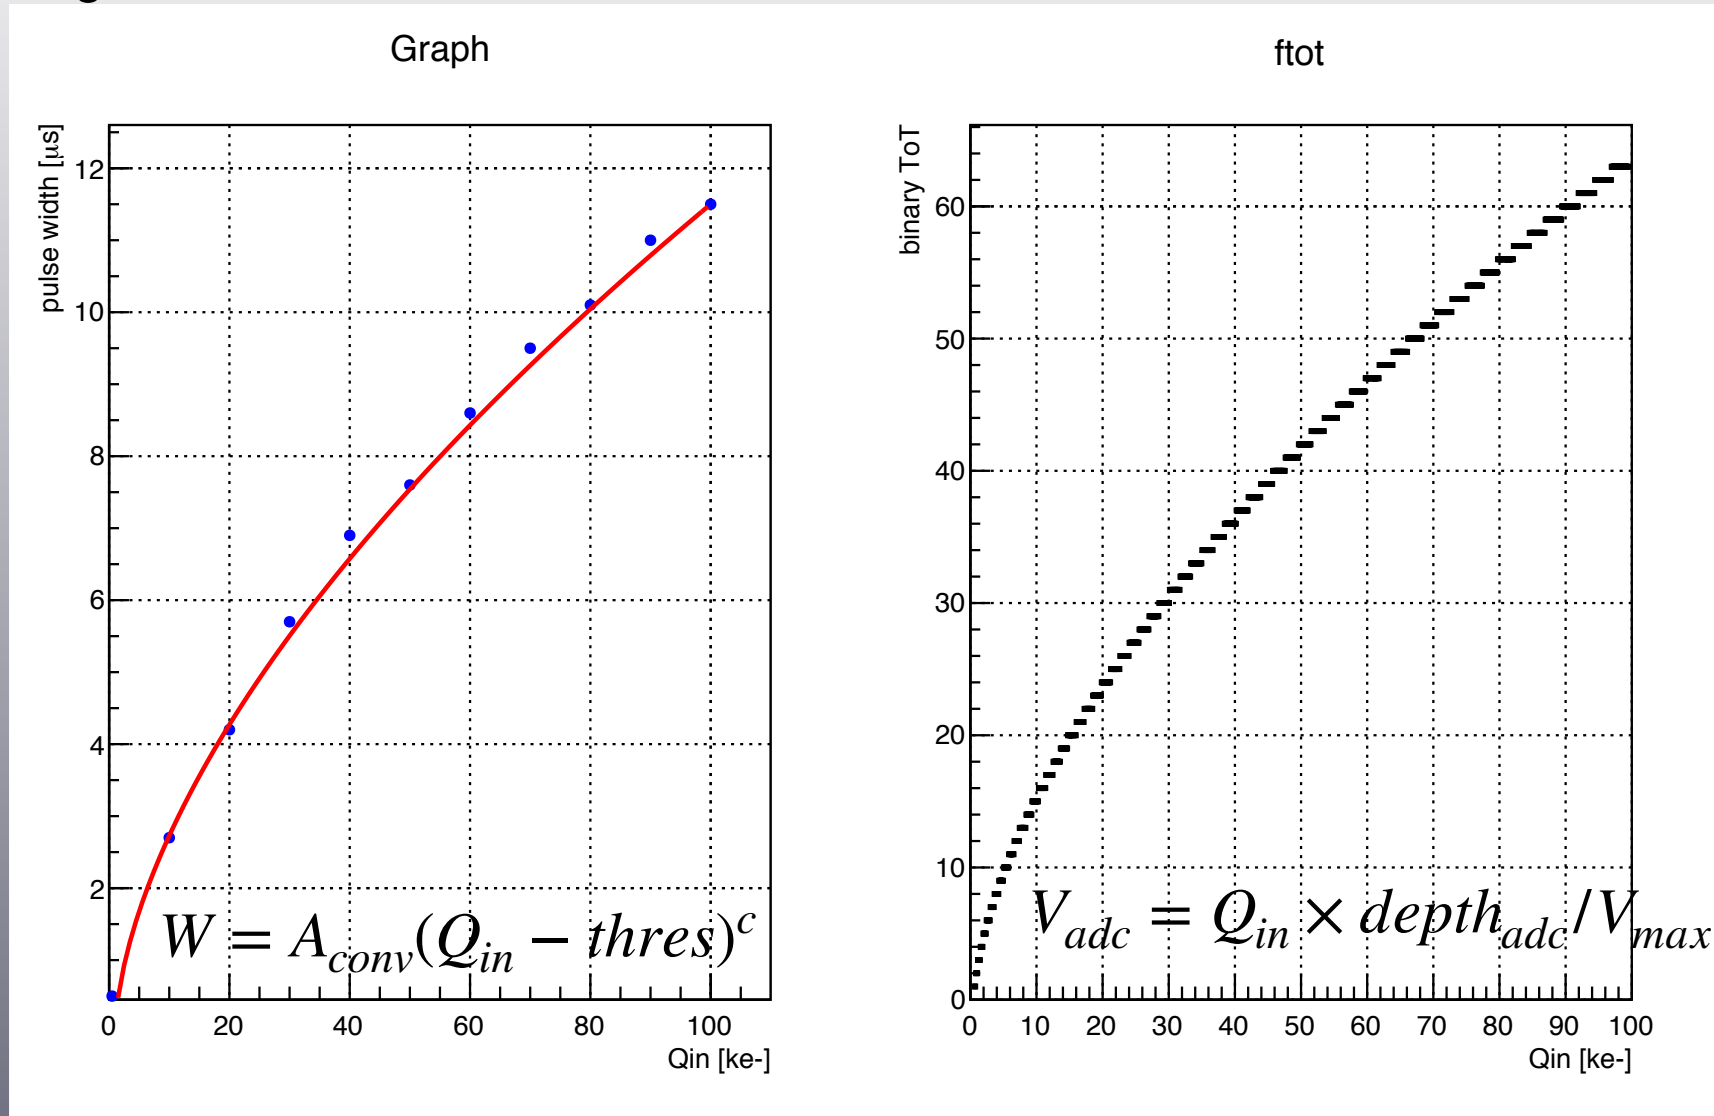 Graph
pulse width [μs]
12
10
8
6
4
2
W = A_conv(Q_in − thres)^c
0 20 40 60 80 100
Qin [ke-]
ftot
binary ToT
60
50
40
30
20
10
0
V_adc = Q_in × depth_adc/V_max
0 10 20 30 40 50 60 70 80 90 100
Qin [ke-]